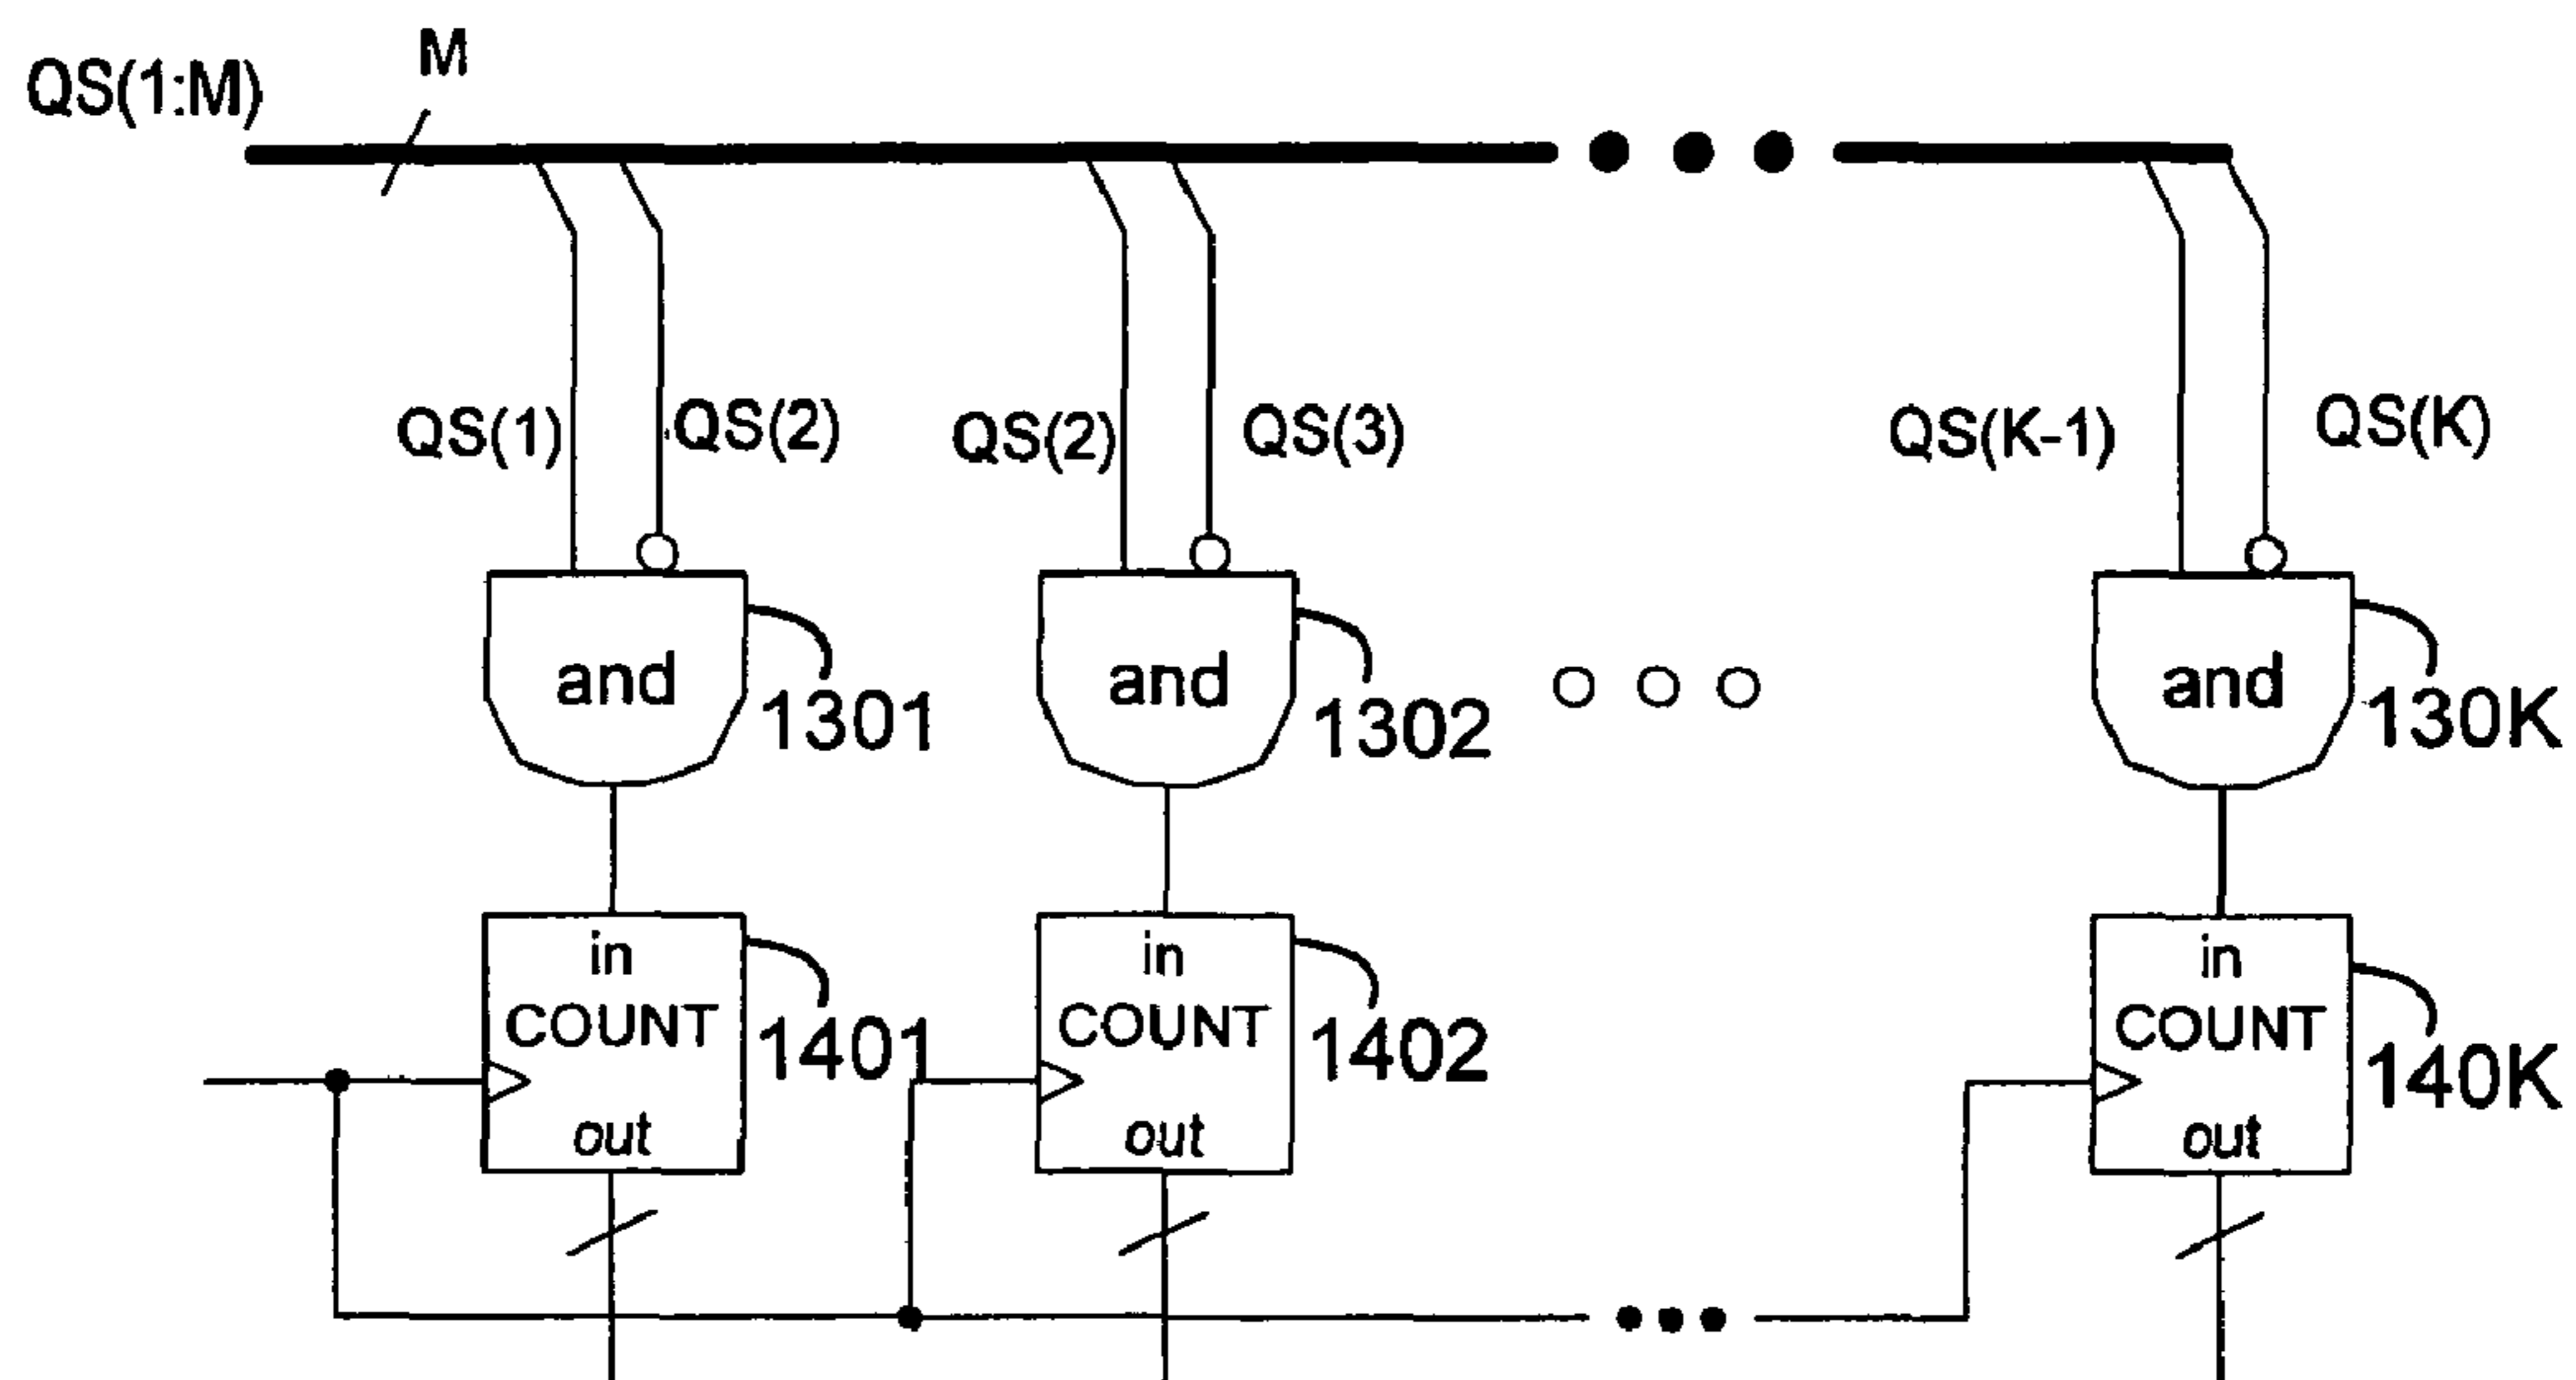 M
QS(1:M)
QS(1)
QS(2)
QS(2)
QS(3)
QS(K-1)
QS(K)
and
1301
and
1302
and
130K
in
COUNT
out
1401
in
COUNT
out
1402
in
COUNT
out
140K